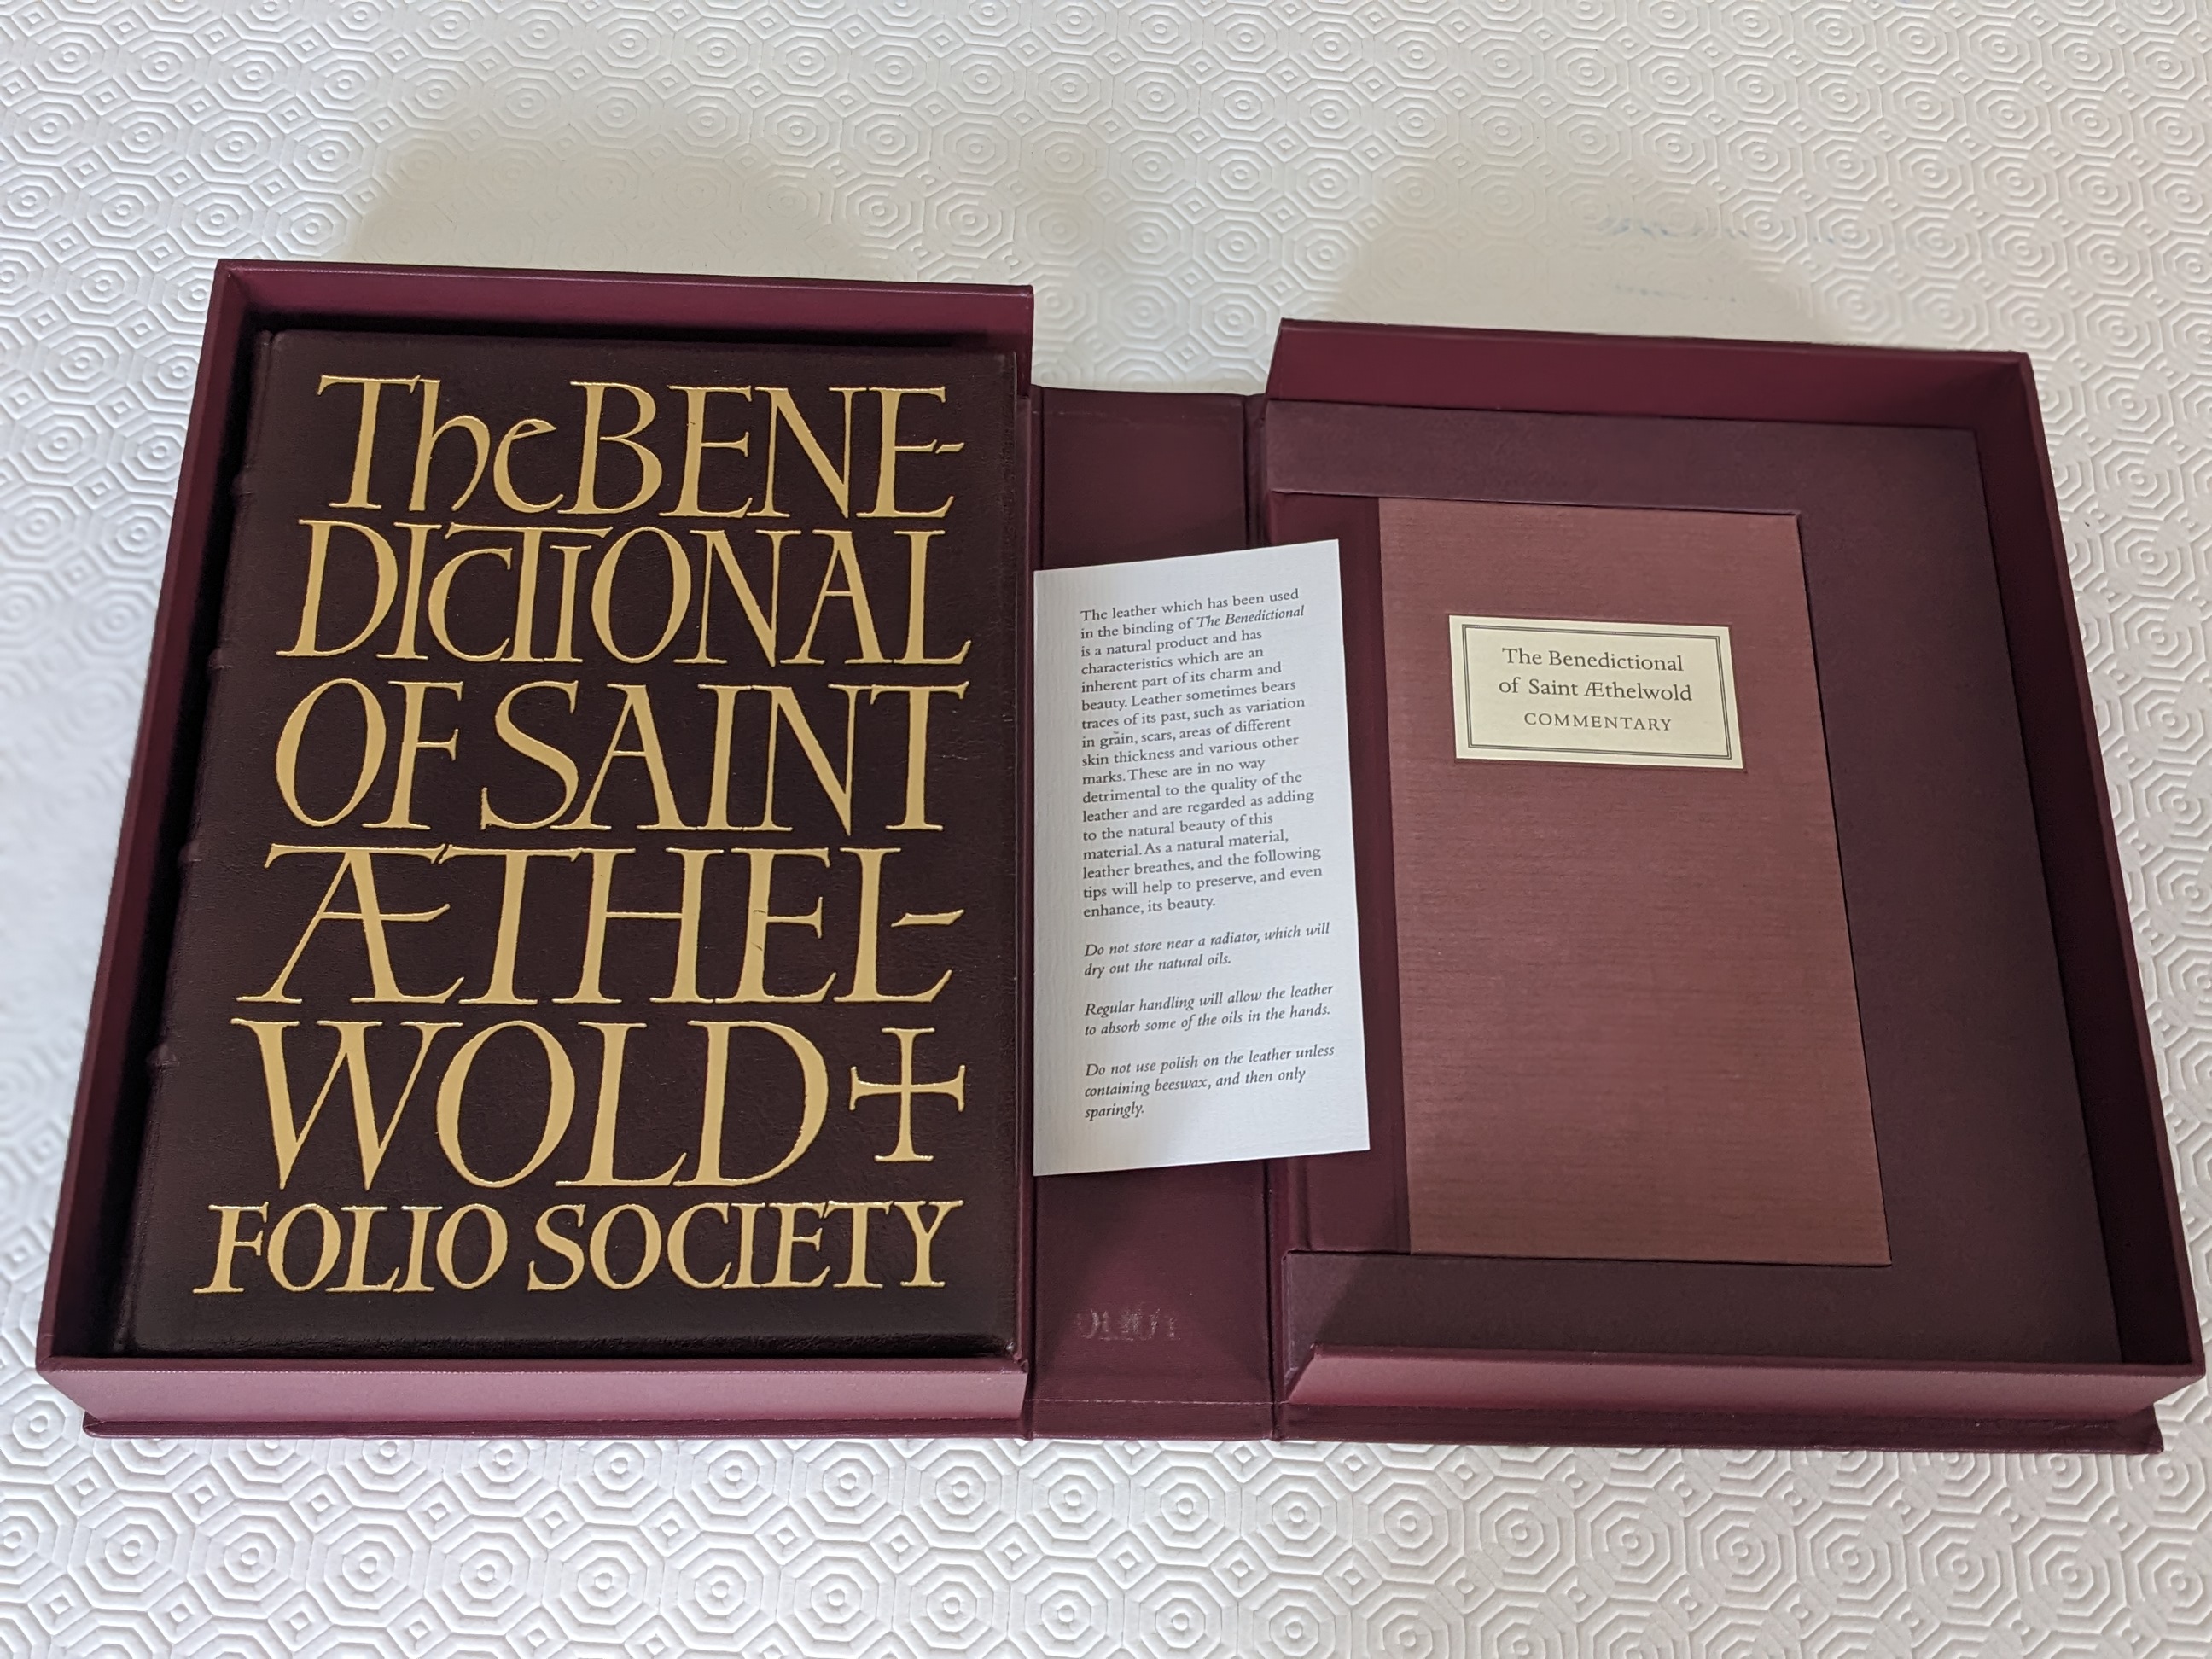 The BENE-
DICTIONAL
OF SAINT
ÆTHEL-
WOLD +
FOLIO SOCIETY
The leather which has been used
in the binding of The Benedictional
is a natural product and has
characteristics which are an
inherent part of its charm and
beauty. Leather sometimes bears
traces of its past, such as variation
in grain, scars, areas of different
skin thickness and various other
marks. These are in no way
detrimental to the quality of the
leather and are regarded as adding
to the natural beauty of this
material. As a natural material,
leather breathes, and the following
tips will help to preserve, and even
enhance, its beauty.
Do not store near a radiator, which will
dry out the natural oils.
Regular handling will allow the leather
to absorb some of the oils in the hands.
Do not use polish on the leather unless
containing beeswax, and then only
sparingly.
The Benedictional
of Saint Æthelwold
COMMENTARY